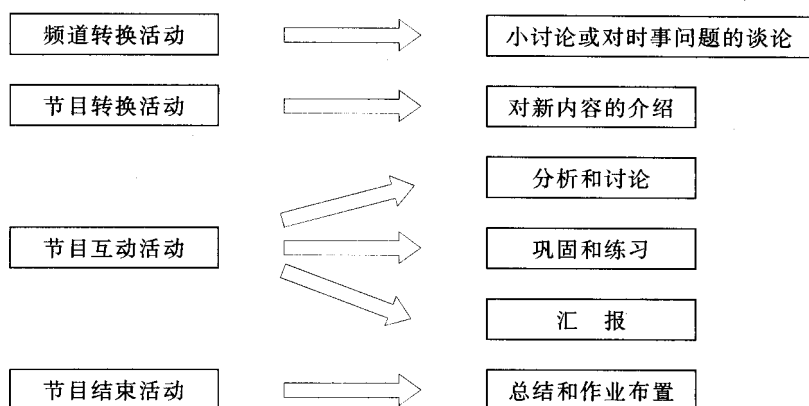 频道转换活动
小讨论或对时事问题的谈论
节目转换活动
对新内容的介绍
分析和讨论
节目互动活动
巩固和练习
汇 报
节目结束活动
总结和作业布置